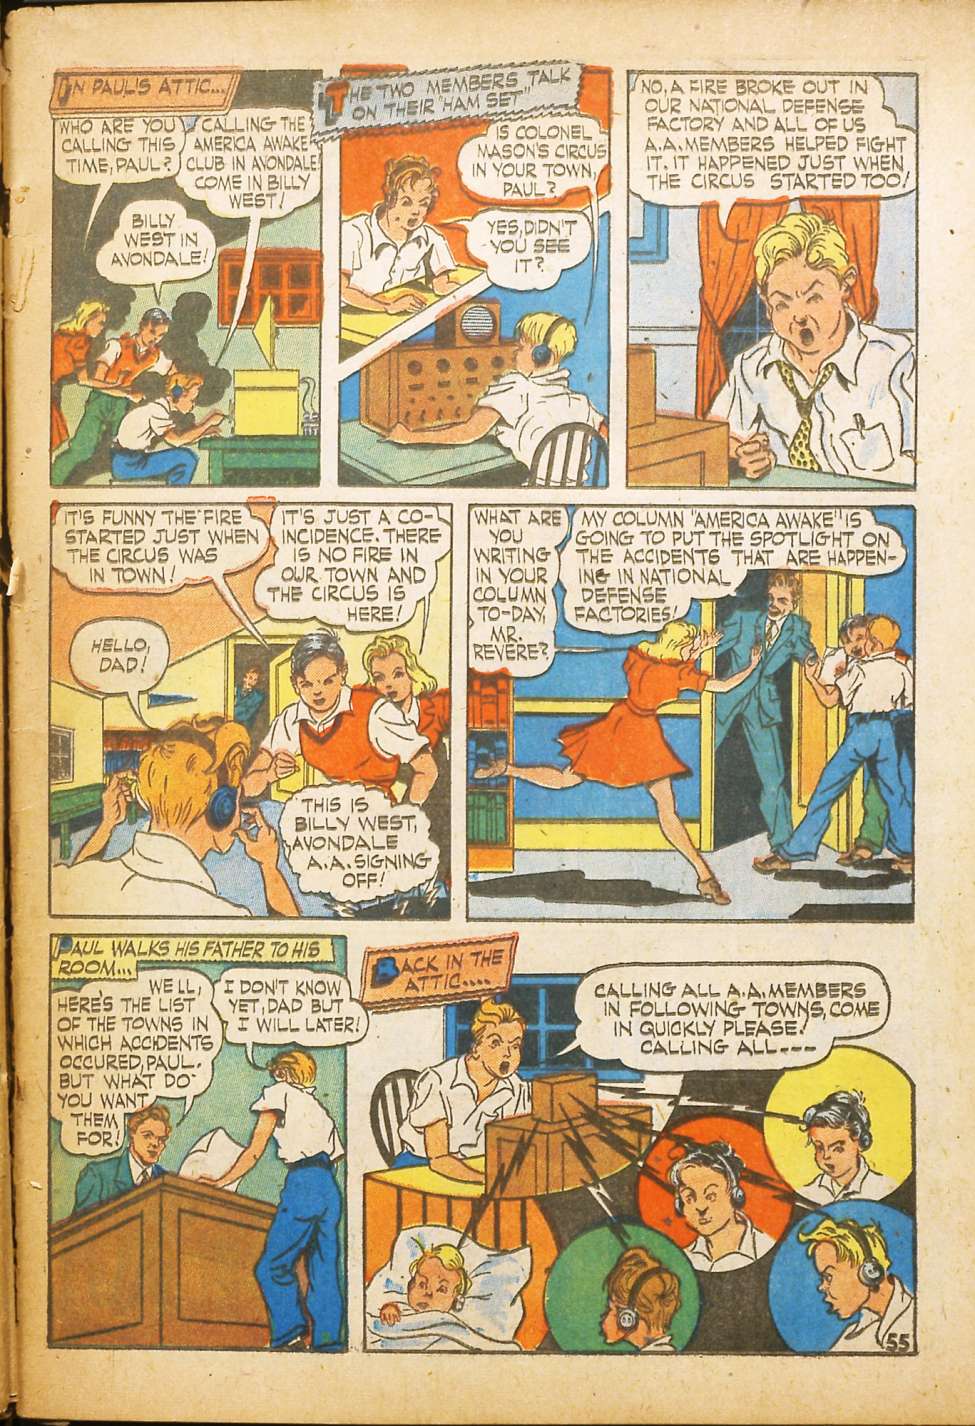 IN PAUL'S ATTIC...
WHO ARE YOU
CALLING THIS
TIME, PAUL?
CALLING THE
AMERICA AWAKE
CLUB IN AVONDALE
COME IN BILLY
WEST!
BILLY
WEST IN
AVONDALE!
THE TWO MEMBERS TALK
ON THEIR "HAM SET"
IS COLONEL
MASON'S CIRCUS
IN YOUR TOWN,
PAUL?
YES, DIDN'T
YOU SEE
IT?
NO, A FIRE BROKE OUT IN
OUR NATIONAL DEFENSE
FACTORY AND ALL OF US
A.A. MEMBERS HELPED FIGHT
IT. IT HAPPENED JUST WHEN
THE CIRCUS STARTED TOO!
IT'S FUNNY THE FIRE
STARTED JUST WHEN
THE CIRCUS WAS
IN TOWN!
IT'S JUST A CO-
INCIDENCE. THERE
IS NO FIRE IN
OUR TOWN AND
THE CIRCUS IS
HERE!
HELLO,
DAD!
THIS IS
BILLY WEST,
AVONDALE
A.A. SIGNING
OFF!
WHAT ARE
YOU
WRITING
IN YOUR
COLUMN
TO-DAY,
MR.
REVERE?
MY COLUMN "AMERICA AWAKE" IS
GOING TO PUT THE SPOTLIGHT ON
THE ACCIDENTS THAT ARE HAPPEN-
ING IN NATIONAL
DEFENSE
FACTORIES!
PAUL WALKS HIS FATHER TO HIS
ROOM...
WELL,
HERE'S THE LIST
OF THE TOWNS IN
WHICH ACCIDENTS
OCCURED, PAUL.
BUT WHAT DO
YOU WANT
THEM
FOR!
I DON'T KNOW
YET, DAD BUT
I WILL LATER!
BACK IN THE
ATTIC....
CALLING ALL A.A. MEMBERS
IN FOLLOWING TOWNS, COME
IN QUICKLY PLEASE!
CALLING ALL---
55